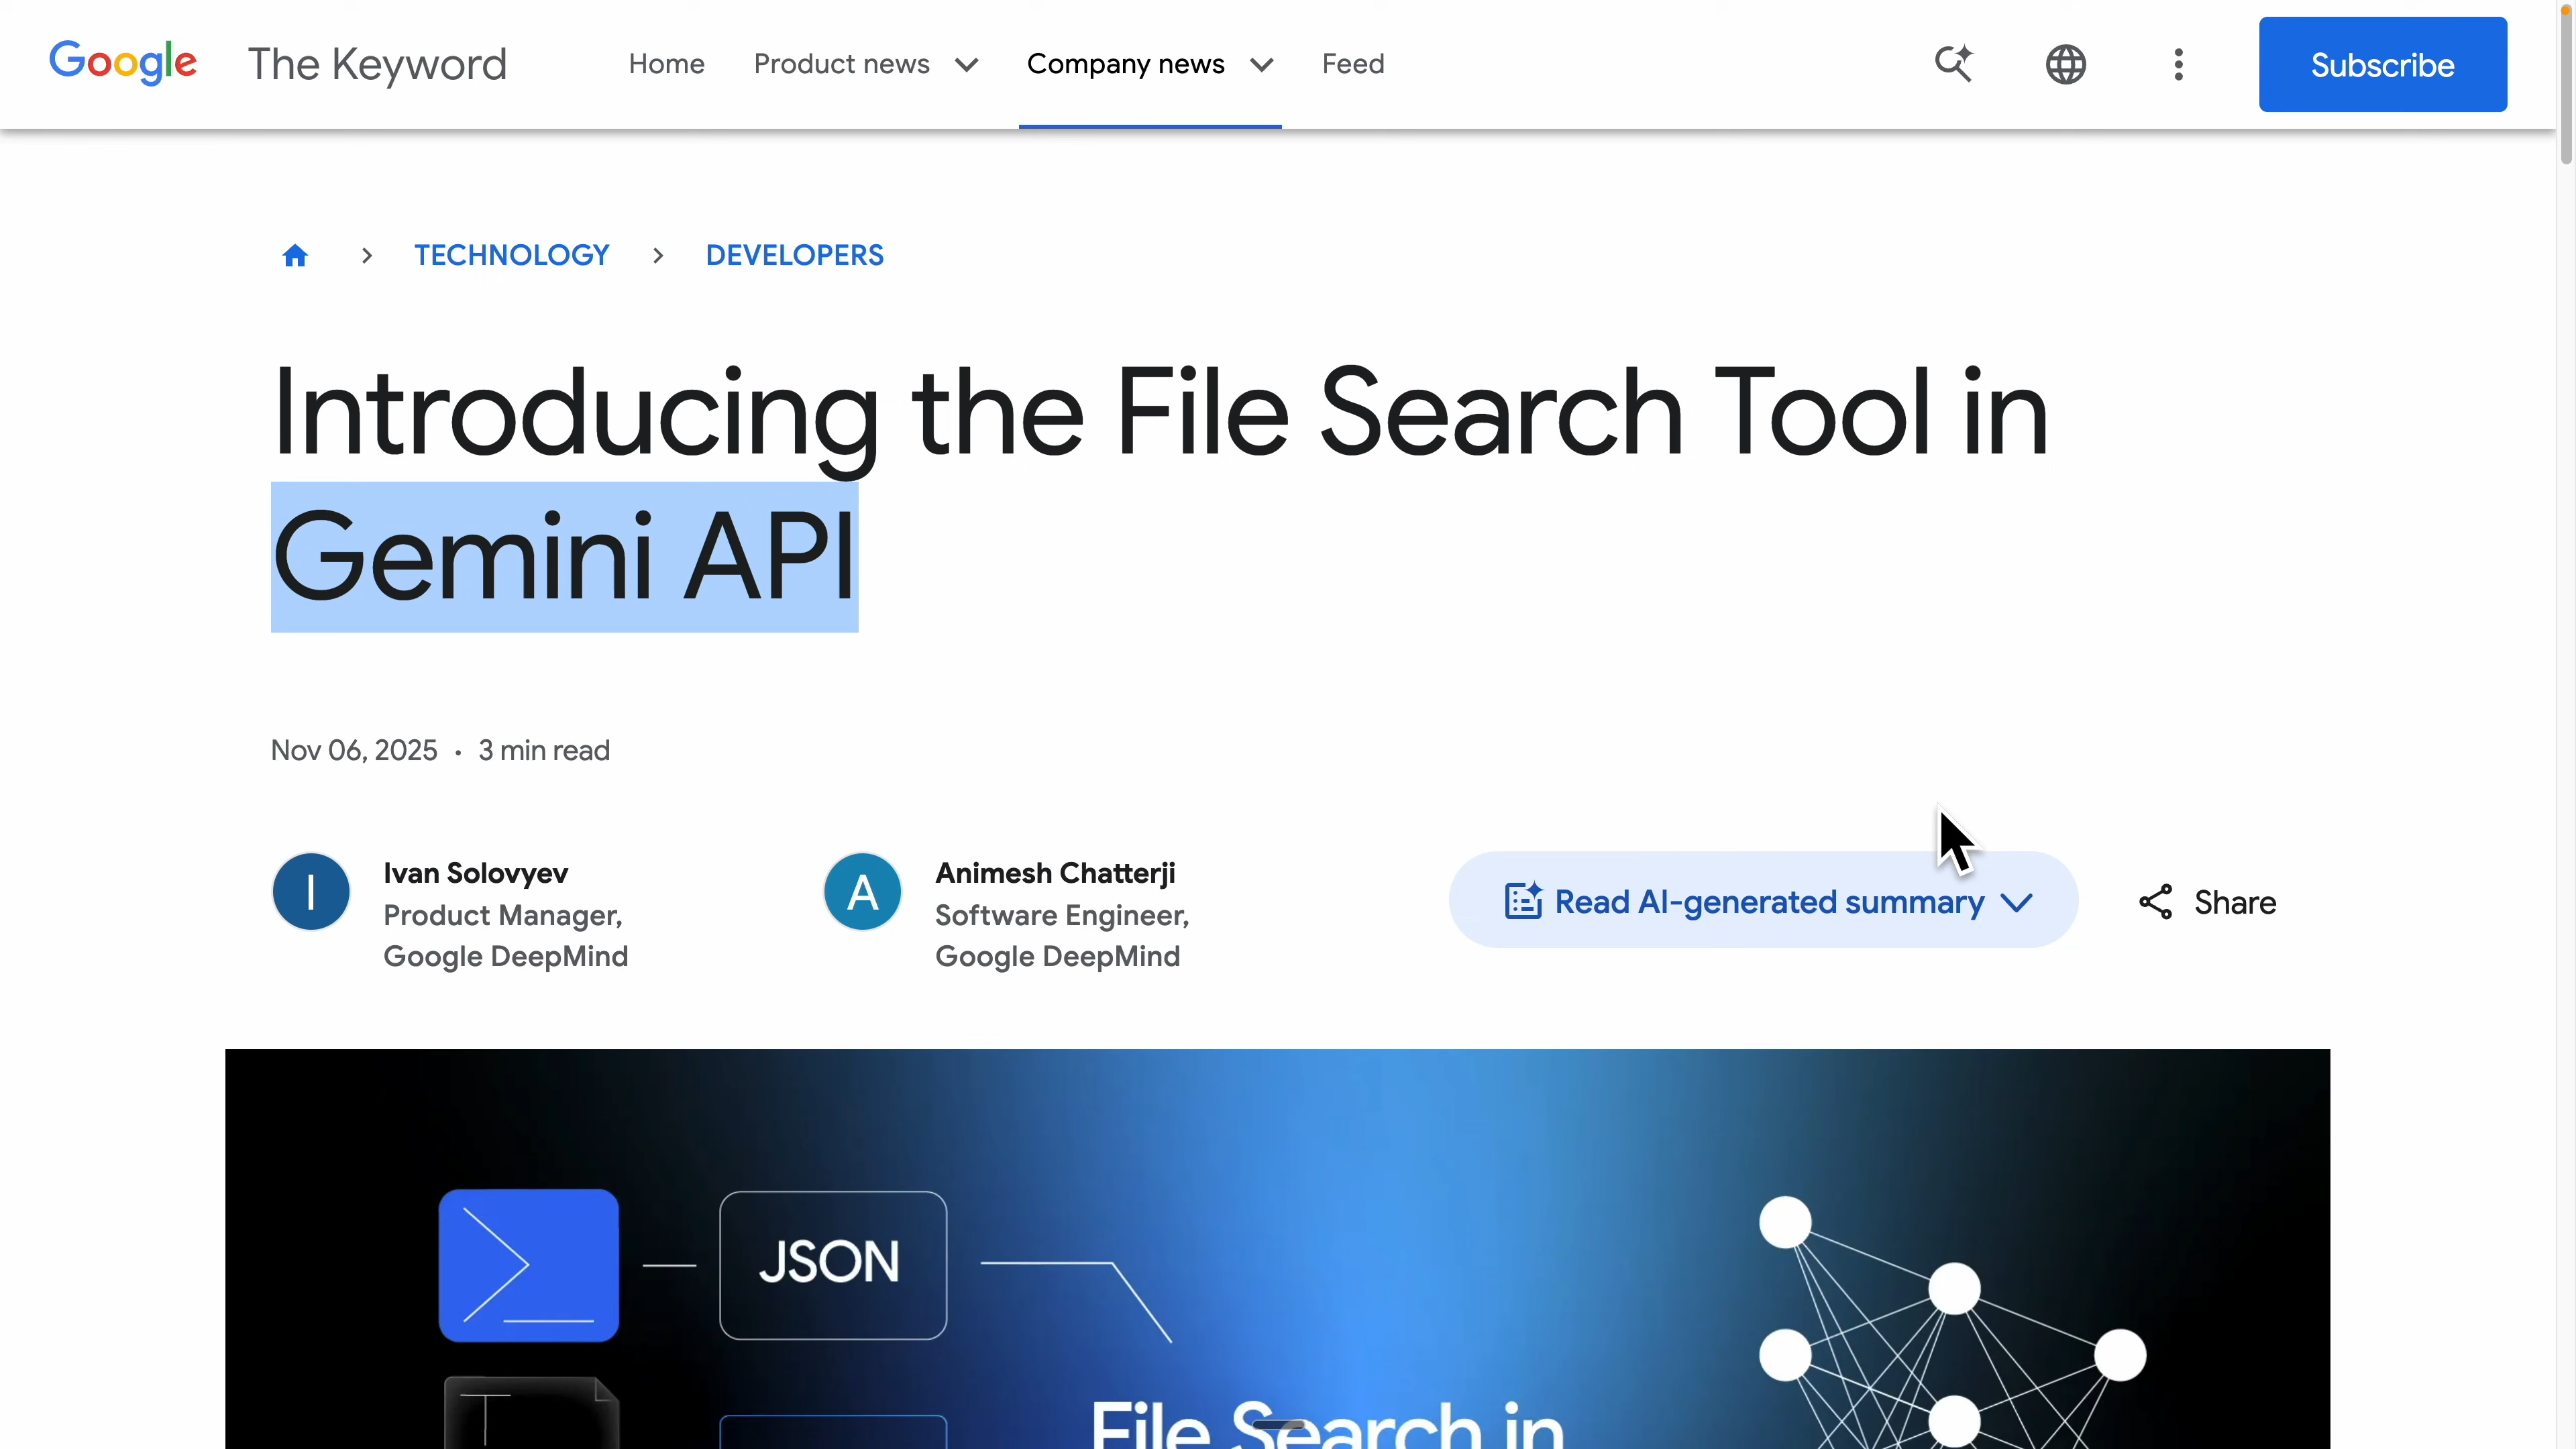 Google The Keyword Home Product news Company news Feed Subscribe
TECHNOLOGY > DEVELOPERS
Introducing the File Search Tool in
Gemini API
Nov 06, 2025 • 3 min read
I
Ivan Solovyev
Product Manager,
Google DeepMind
A
Animesh Chatterji
Software Engineer,
Google DeepMind
Read AI-generated summary
Share
JSON
File Search in